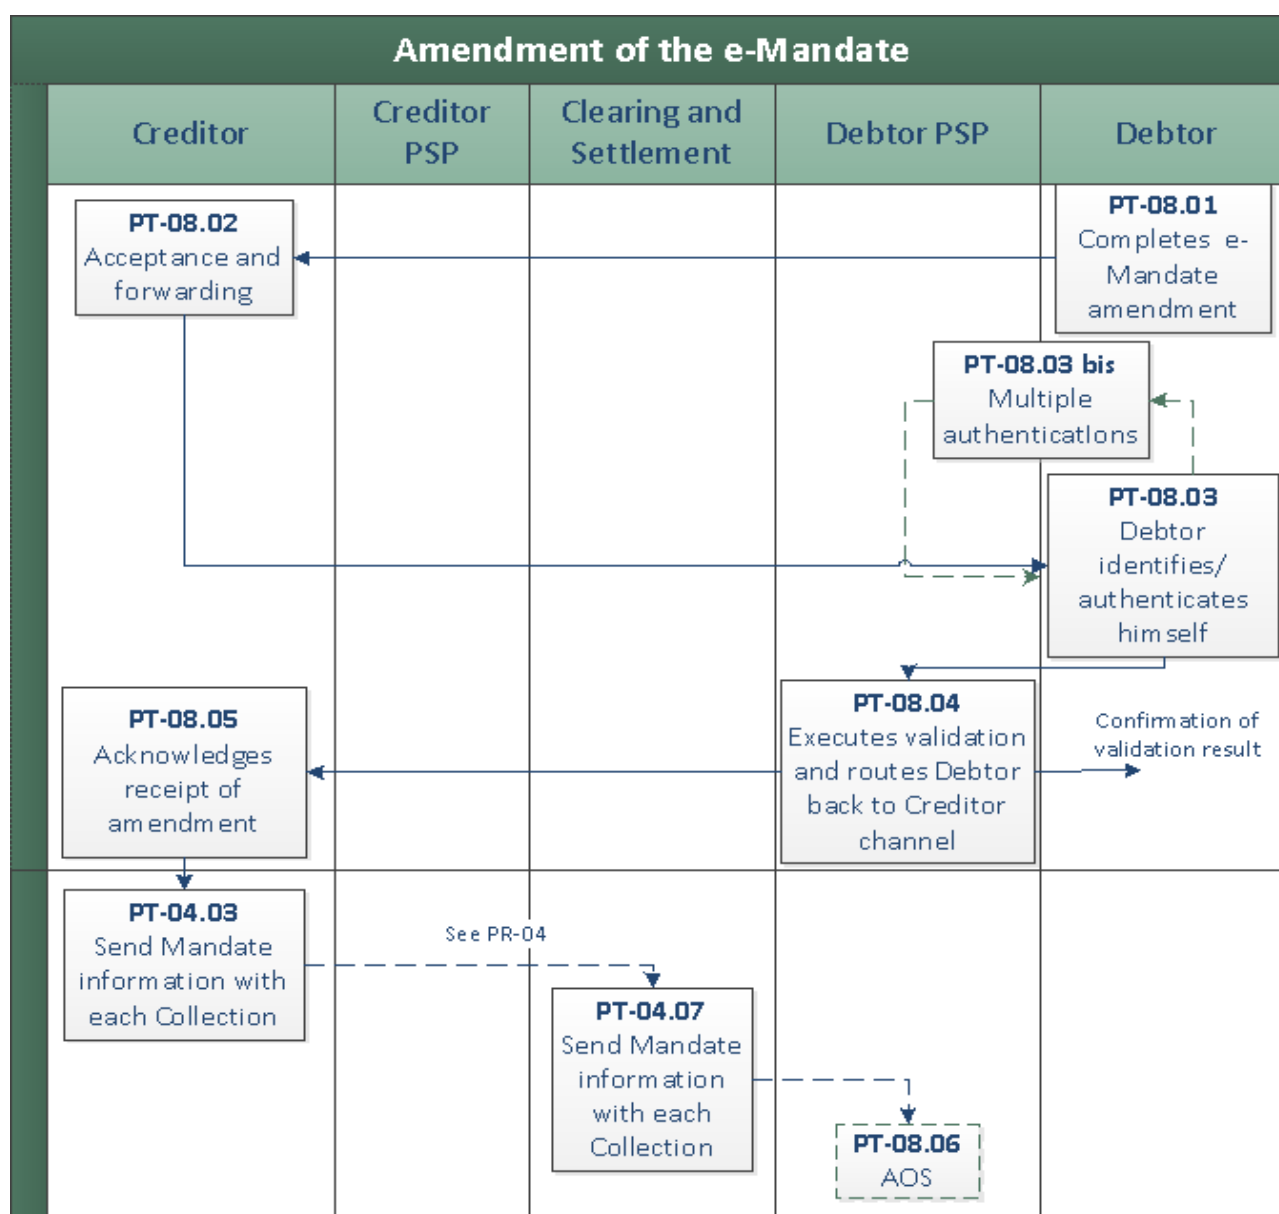 Amendment of the e-Mandate
Creditor
Creditor
PSP
Clearing and
Settlement
Debtor PSP
Debtor
PT-08.02
Acceptance and
forwarding
PT-08.01
Completes e-
Mandate
amendment
PT-08.03 bis
Multiple
authentications
PT-08.03
Debtor
identifies/
authenticates
himself
PT-08.05
Acknowledges
receipt of
amendment
PT-08.04
Executes validation
and routes Debtor
back to Creditor
channel
Confirmation of
validation result
PT-04.03
Send Mandate
information with
each Collection
See PR-04
PT-04.07
Send Mandate
information
with each
Collection
PT-08.06
AOS